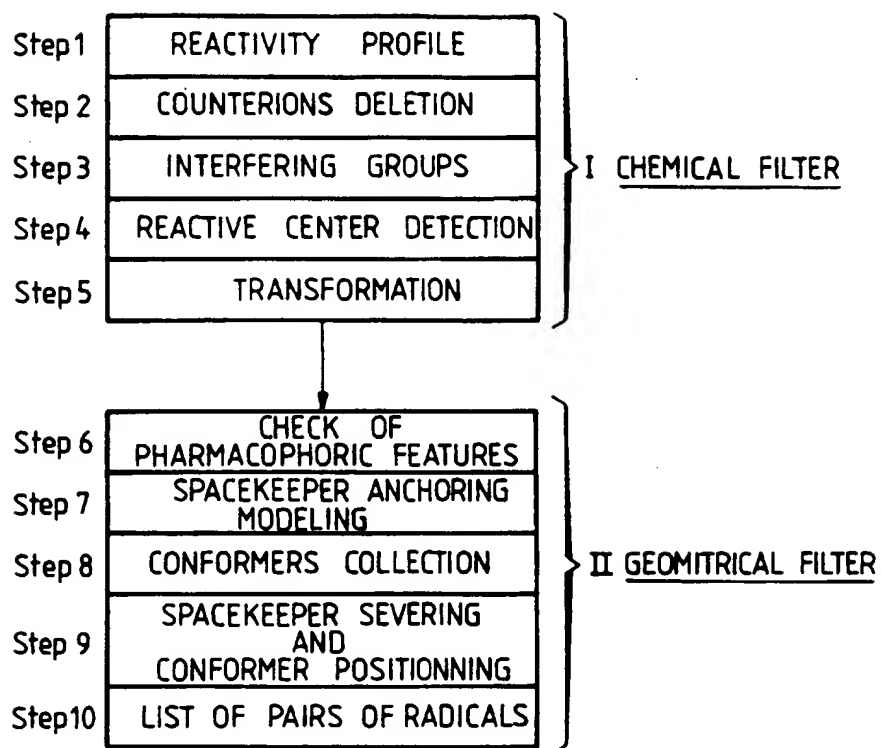 Step 1 REACTIVITY PROFILE
Step 2 COUNTERIONS DELETION
Step 3 INTERFERING GROUPS
I CHEMICAL FILTER
Step 4 REACTIVE CENTER DETECTION
Step 5 TRANSFORMATION
Step 6 CHECK OF
PHARMACOPHORIC FEATURES
Step 7 SPACEKEEPER ANCHORING
MODELING
Step 8 CONFORMERS COLLECTION
II GEOMITRICAL FILTER
Step 9 SPACEKEEPER SEVERING
AND
CONFORMER POSITIONNING
Step 10 LIST OF PAIRS OF RADICALS